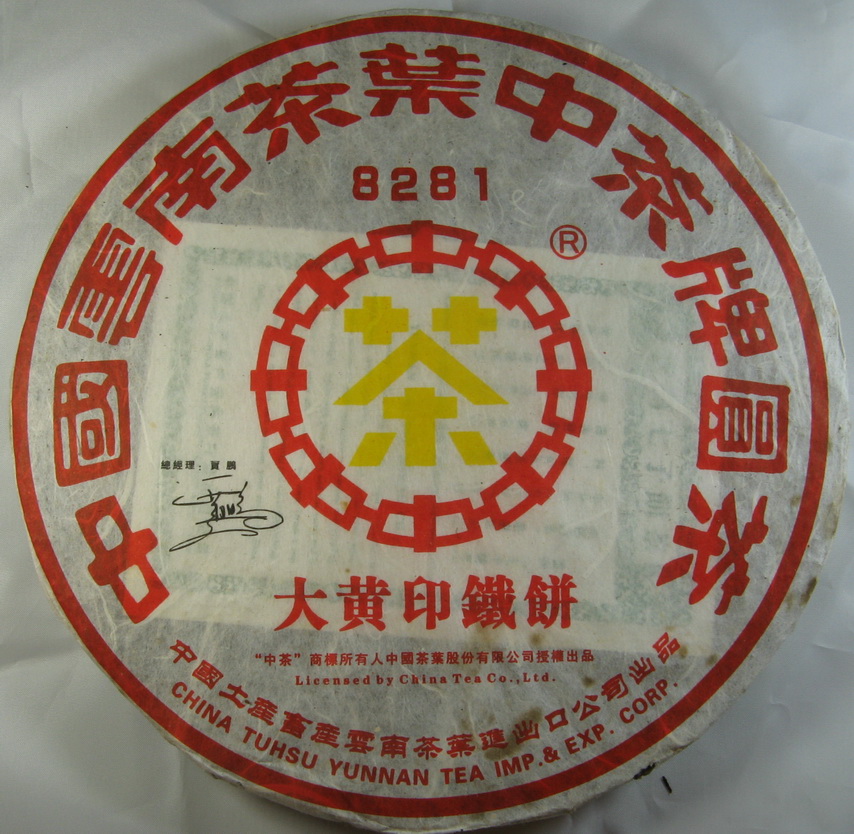 中國雲南茶葉中茶牌圓茶
8281
®
茶
總經理：賈鵬
大黄印鐵餅
“中茶”商標所有人中國茶葉股份有限公司授權出品
Licensed by China Tea Co.,Ltd.
中國土產畜產雲南茶葉進出口公司出品
CHINA TUHSU YUNNAN TEA IMP.& EXP. CORP.